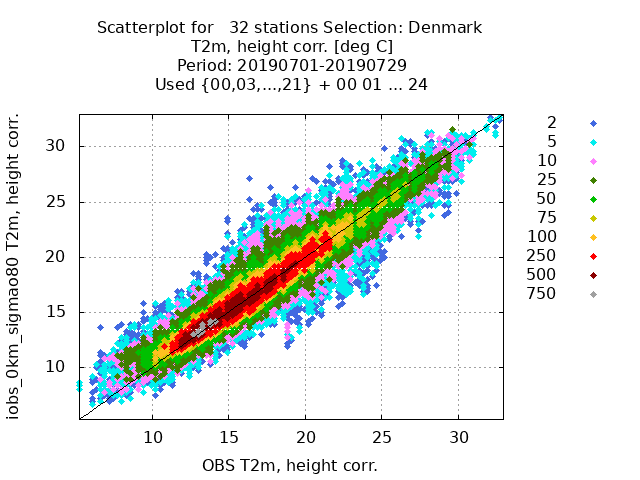 Scatterplot for   32 stations Selection: Denmark
T2m, height corr. [deg C]
Period: 20190701-20190729
Used {00,03,...,21} + 00 01 ... 24
iobs_0km_sigmao80 T2m, height corr.
30
25
20
15
10
10 15 20 25 30
OBS T2m, height corr.
2
5
10
25
50
75
100
250
500
750